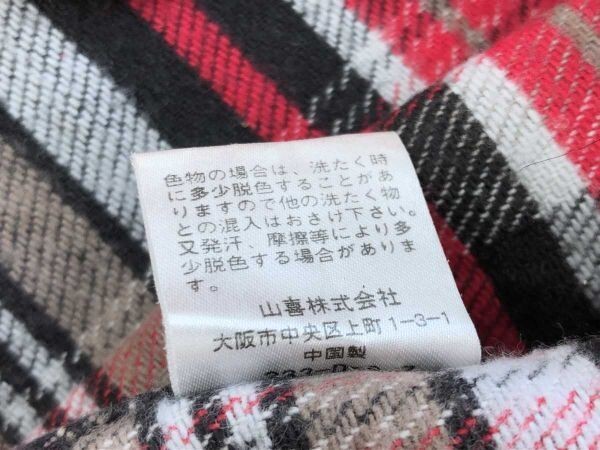 色物の場合は、洗たく時
に多少脱色することがあ
りますので他の洗たく物
との混入はおさけ下さい。
又発汗、摩擦等により多
少脱色する場合がありま
す。
山喜株式会社
大阪市中央区上町1-3-1
中国製